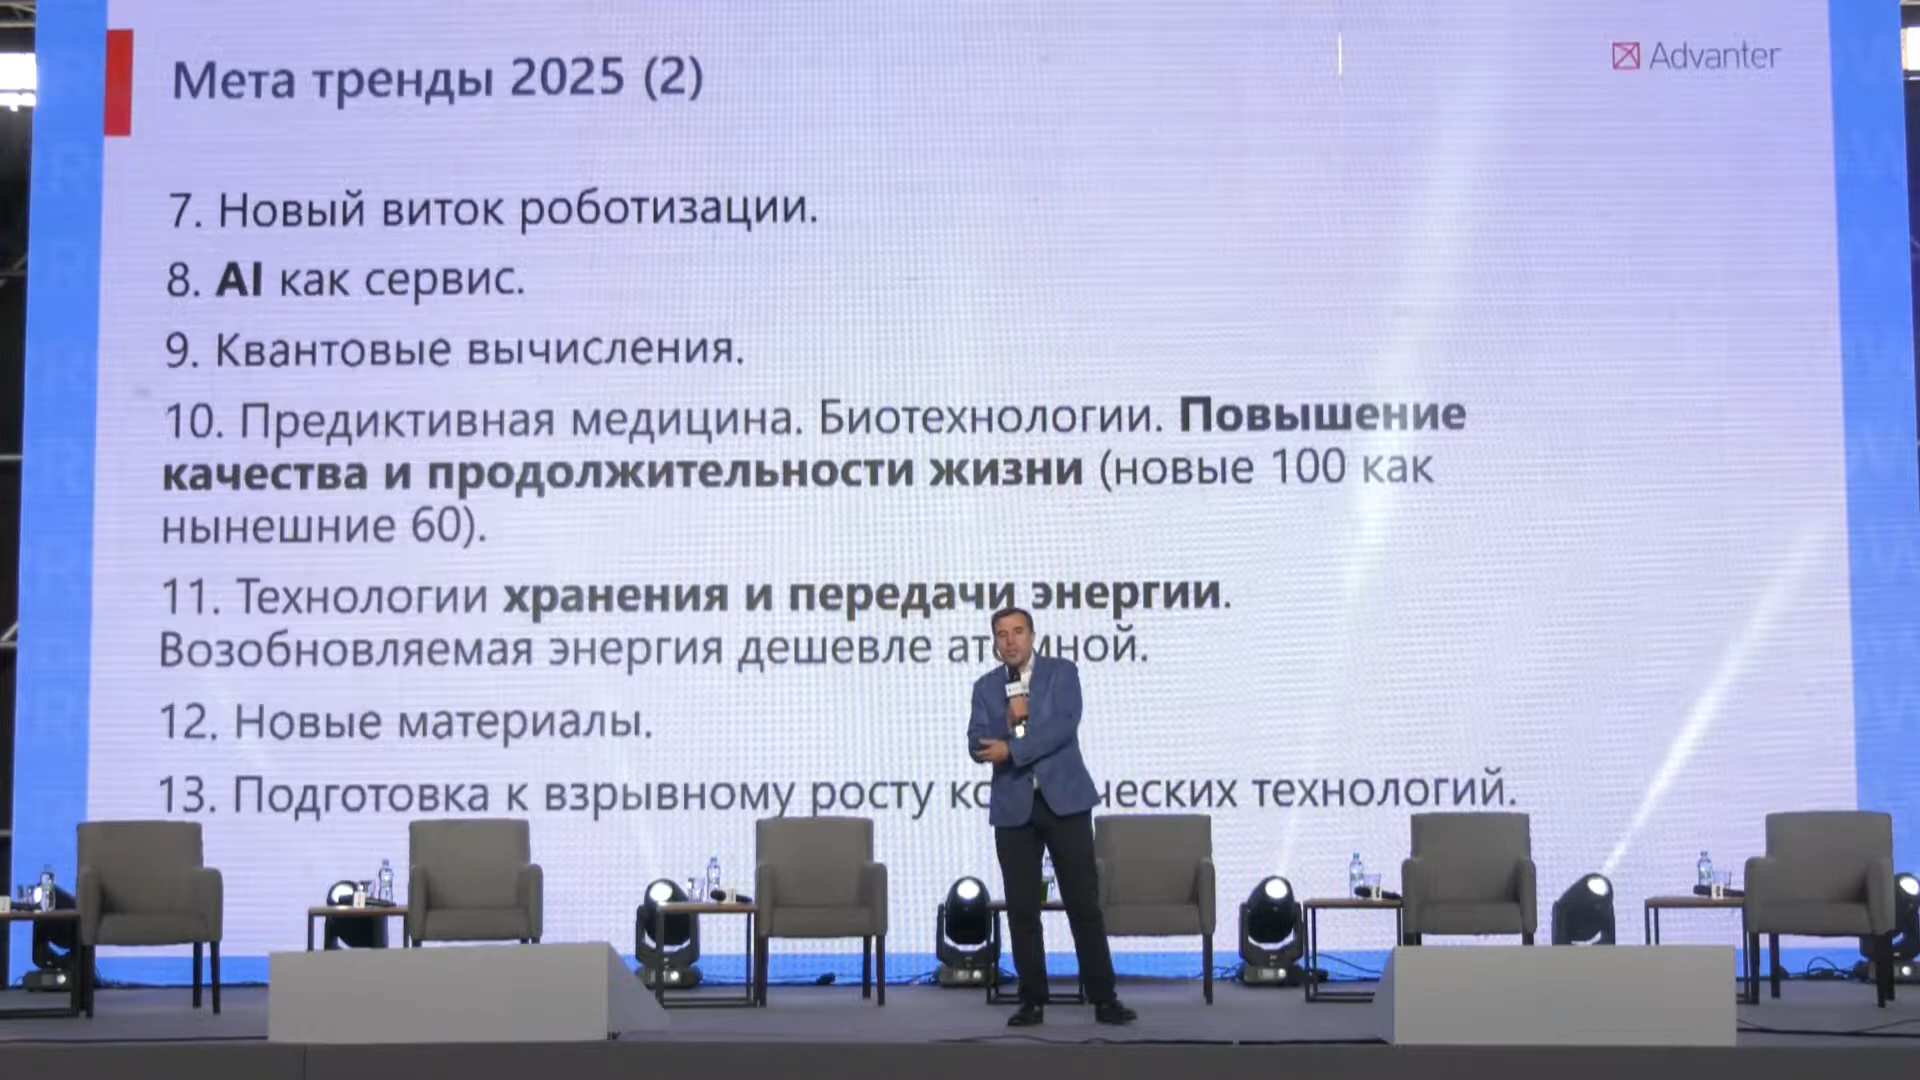 Мета тренды 2025 (2)
Advanter
7. Новый виток роботизации.
8. AI как сервис.
9. Квантовые вычисления.
10. Предиктивная медицина. Биотехнологии. Повышение
качества и продолжительности жизни (новые 100 как
нынешние 60).
11. Технологии хранения и передачи энергии.
Возобновляемая энергия дешевле атомной.
12. Новые материалы.
13. Подготовка к взрывному росту технологий.